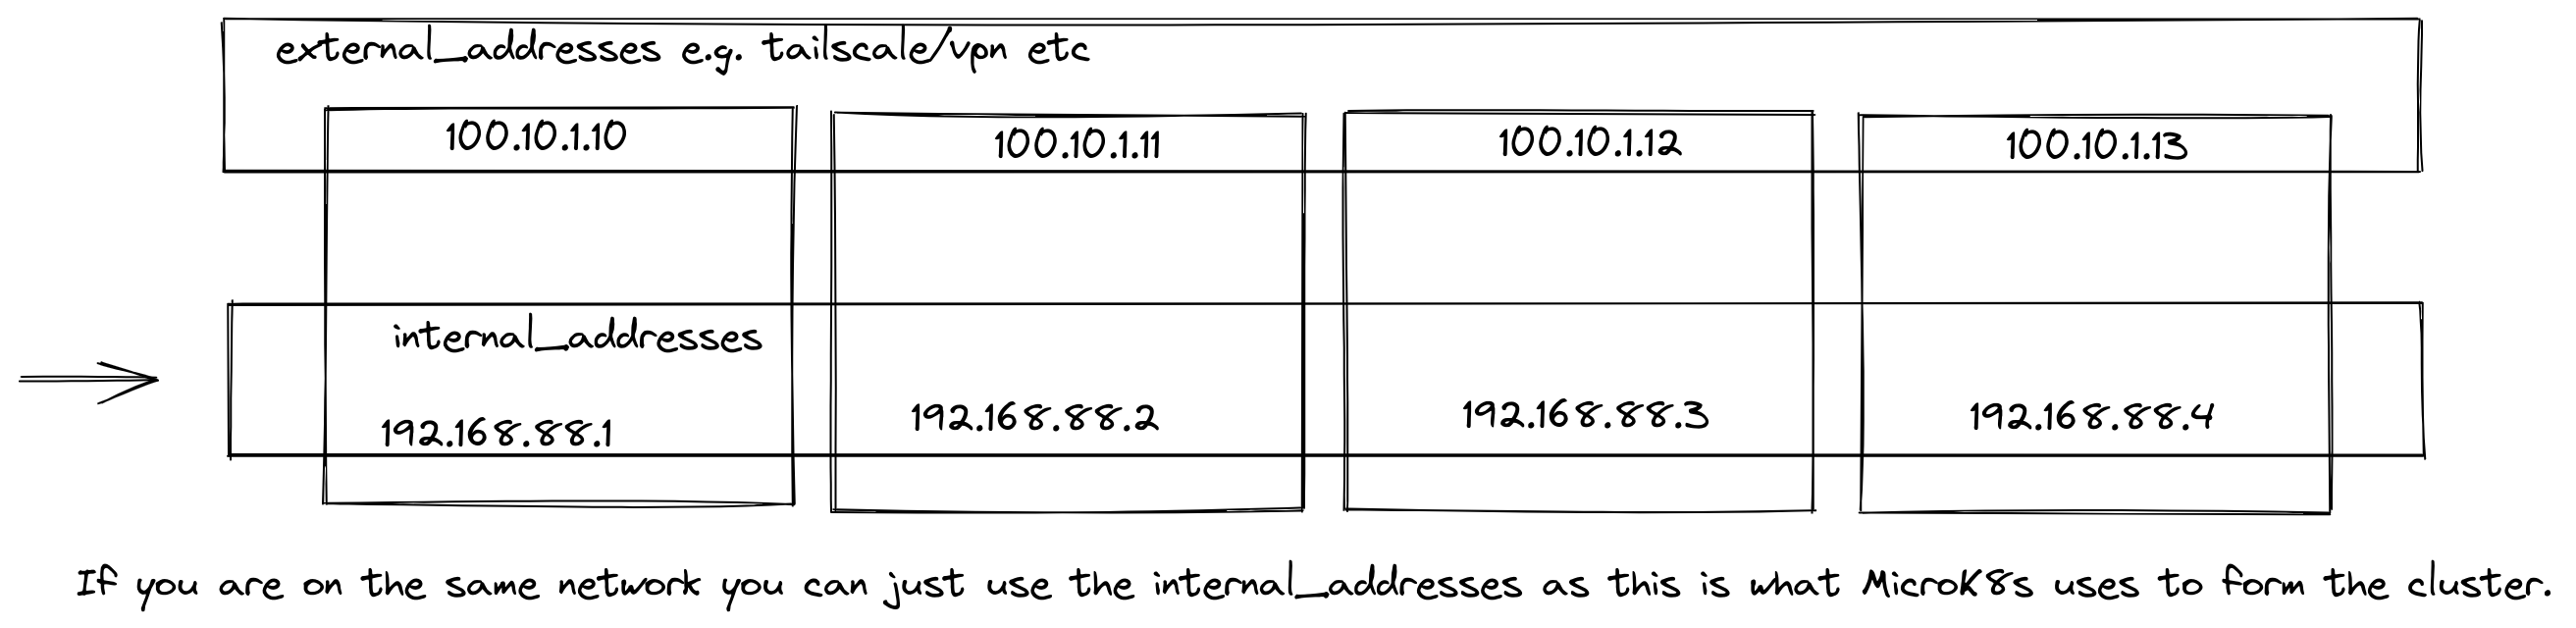 external_addresses e.g. tailscale/vpn etc
100.10.1.10
100.10.1.11
100.10.1.12
100.10.1.13
internal_addresses
192.168.88.1
192.168.88.2
192.168.88.3
192.168.88.4
If you are on the same network you can just use the internal_addresses as this is what MicroK8s uses to form the cluster.